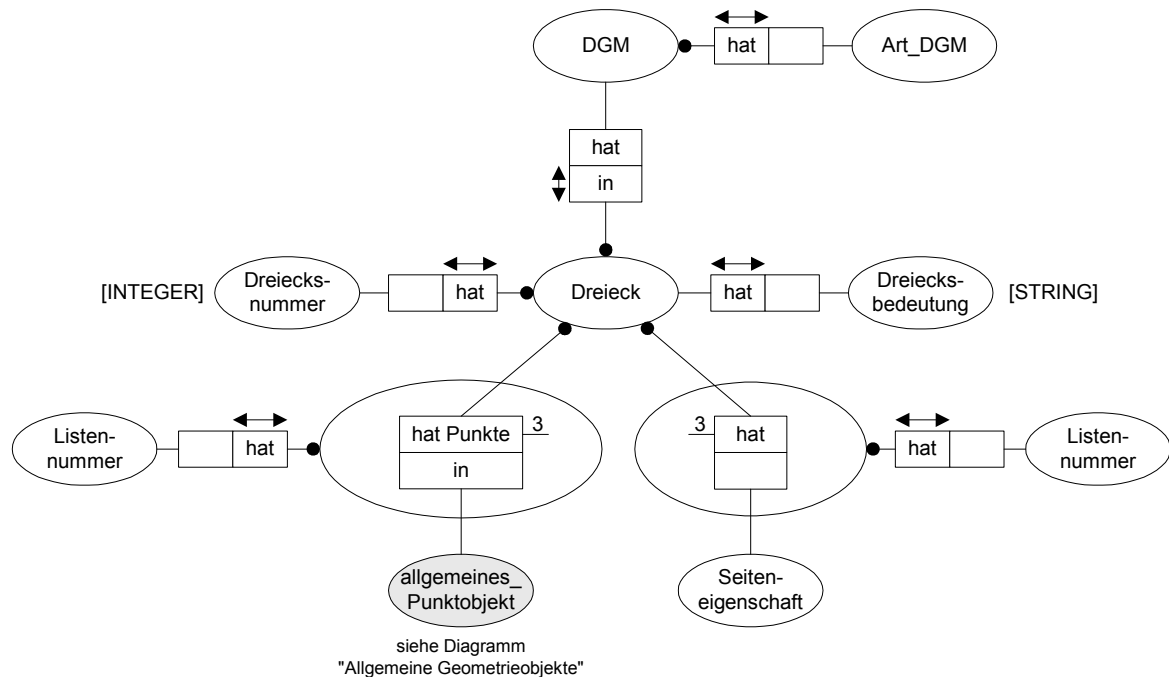 DGM
hat
Art_DGM
hat
in
[INTEGER]
Dreiecks-
nummer
hat
Dreieck
hat
Dreiecks-
bedeutung
[STRING]
Listen-
nummer
hat
hat Punkte
3
in
3
hat
hat
Listen-
nummer
allgemeines_
Punktobjekt
Seiten-
eigenschaft
siehe Diagramm
"Allgemeine Geometrieobjekte"